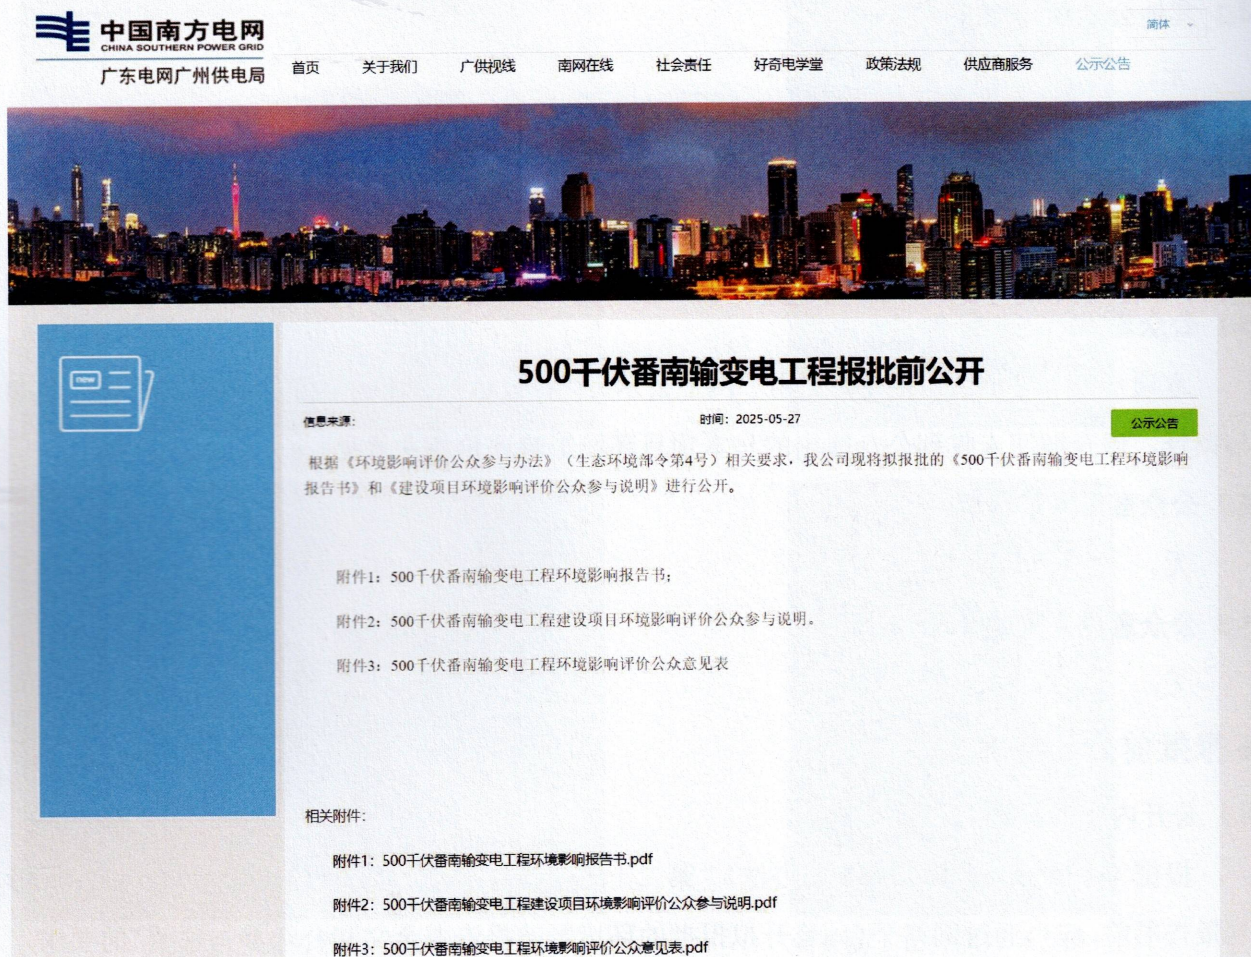 中国南方电网
CHINA SOUTHERN POWER GRID
广东电网广州供电局
简体
首页 关于我们 广供视线 南网在线 社会责任 好奇电学堂 政策法规 供应商服务 公示公告
new
500千伏番南输变电工程报批前公开
信息来源: 时间: 2025-05-27 公示公告
根据《环境影响评价公众参与办法》（生态环境部令第4号）相关要求，我公司现将拟报批的《500千伏番南输变电工程环境影响
报告书》和《建设项目环境影响评价公众参与说明》进行公开。
附件1：500千伏番南输变电工程环境影响报告书;
附件2：500千伏番南输变电工程建设项目环境影响评价公众参与说明。
附件3：500千伏番南输变电工程环境影响评价公众意见表
相关附件:
附件1：500千伏番南输变电工程环境影响报告书.pdf
附件2：500千伏番南输变电工程建设项目环境影响评价公众参与说明.pdf
附件3：500千伏番南输变电工程环境影响评价公众意见表.pdf